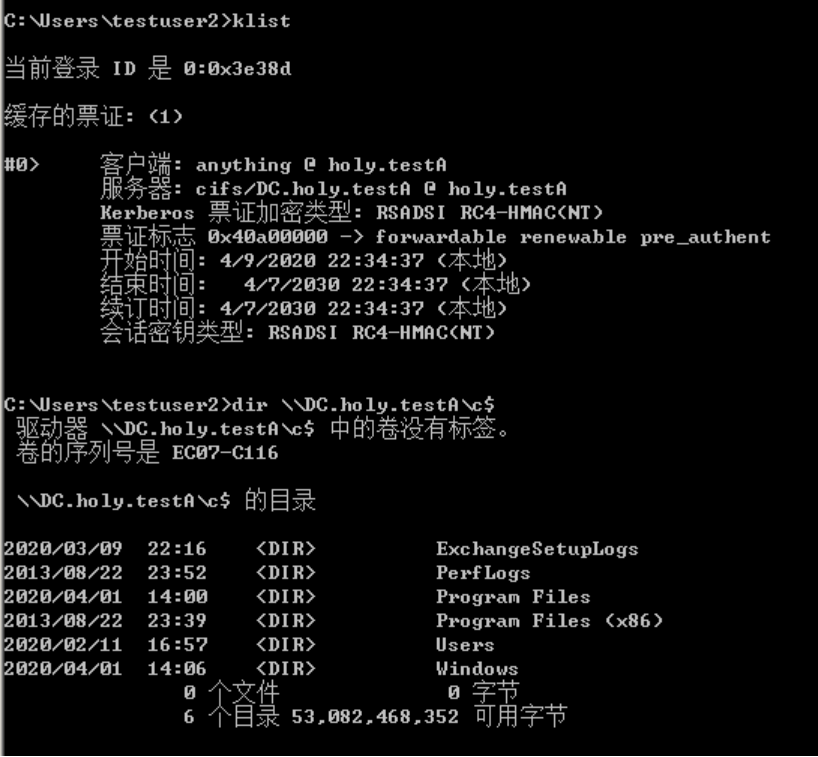 C:\Users\testuser2>klist
当前登录 ID 是 0:0x3e38d
缓存的票证: (1)
#0> 客户端: anything @ holy.testA
服务器: cifs/DC.holy.testA @ holy.testA
Kerberos 票证加密类型: RSADSI RC4-HMAC(NT)
票证标志 0x40a00000 -> forwardable renewable pre_authent
开始时间: 4/9/2020 22:34:37 (本地)
结束时间: 4/7/2030 22:34:37 (本地)
续订时间: 4/7/2030 22:34:37 (本地)
会话密钥类型: RSADSI RC4-HMAC(NT)
C:\Users\testuser2>dir \\DC.holy.testA\c$
驱动器 \\DC.holy.testA\c$ 中的卷没有标签。
卷的序列号是 EC07-C116
\\DC.holy.testA\c$ 的目录
2020/03/09 22:16 <DIR> ExchangeSetupLogs
2013/08/22 23:52 <DIR> PerfLogs
2020/04/01 14:00 <DIR> Program Files
2013/08/22 23:39 <DIR> Program Files (x86)
2020/02/11 16:57 <DIR> Users
2020/04/01 14:06 <DIR> Windows
0 个文件 0 字节
6 个目录 53,082,468,352 可用字节